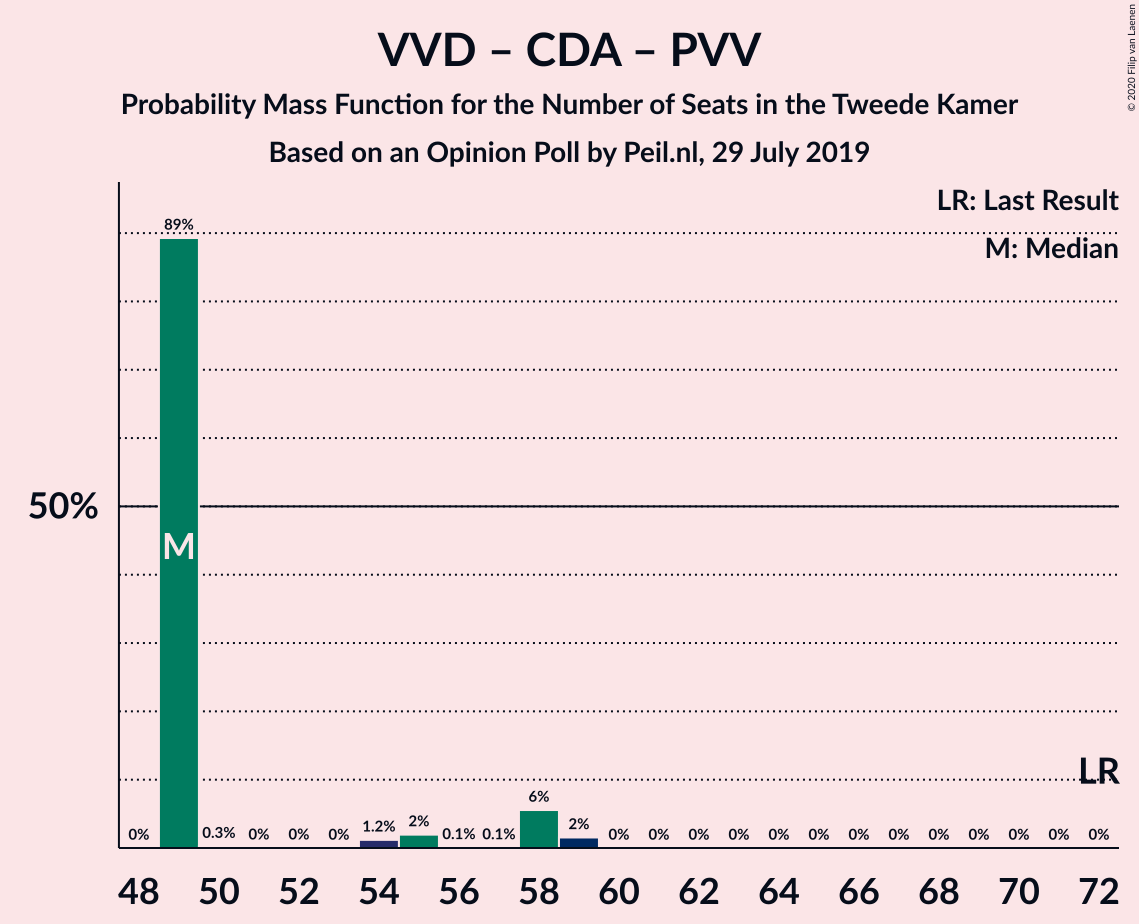 VVD – CDA – PVV
Probability Mass Function for the Number of Seats in the Tweede Kamer
Based on an Opinion Poll by Peil.nl, 29 July 2019
© 2020 Filip van Laenen
LR: Last Result
M: Median
50%
M
LR
0% 89% 0.3% 0% 0% 0% 1.2% 2% 0.1% 0.1% 6% 2% 0% 0% 0% 0% 0% 0% 0% 0% 0% 0% 0% 0% 0%
48 50 52 54 56 58 60 62 64 66 68 70 72